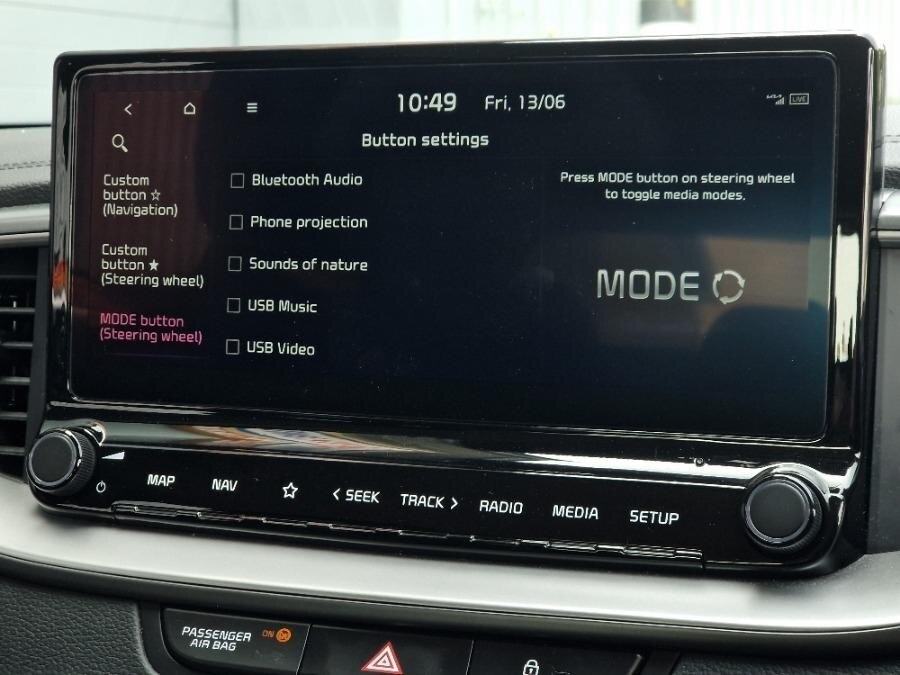 10:49 Fri, 13/06
LIVE
Button settings
Custom
button ☆
(Navigation)
Custom
button ★
(Steering wheel)
MODE button
(Steering wheel)
Bluetooth Audio
Phone projection
Sounds of nature
USB Music
USB Video
Press MODE button on steering wheel
to toggle media modes.
MODE
MAP NAV ☆ < SEEK TRACK > RADIO MEDIA SETUP
PASSENGER
AIR BAG
ON